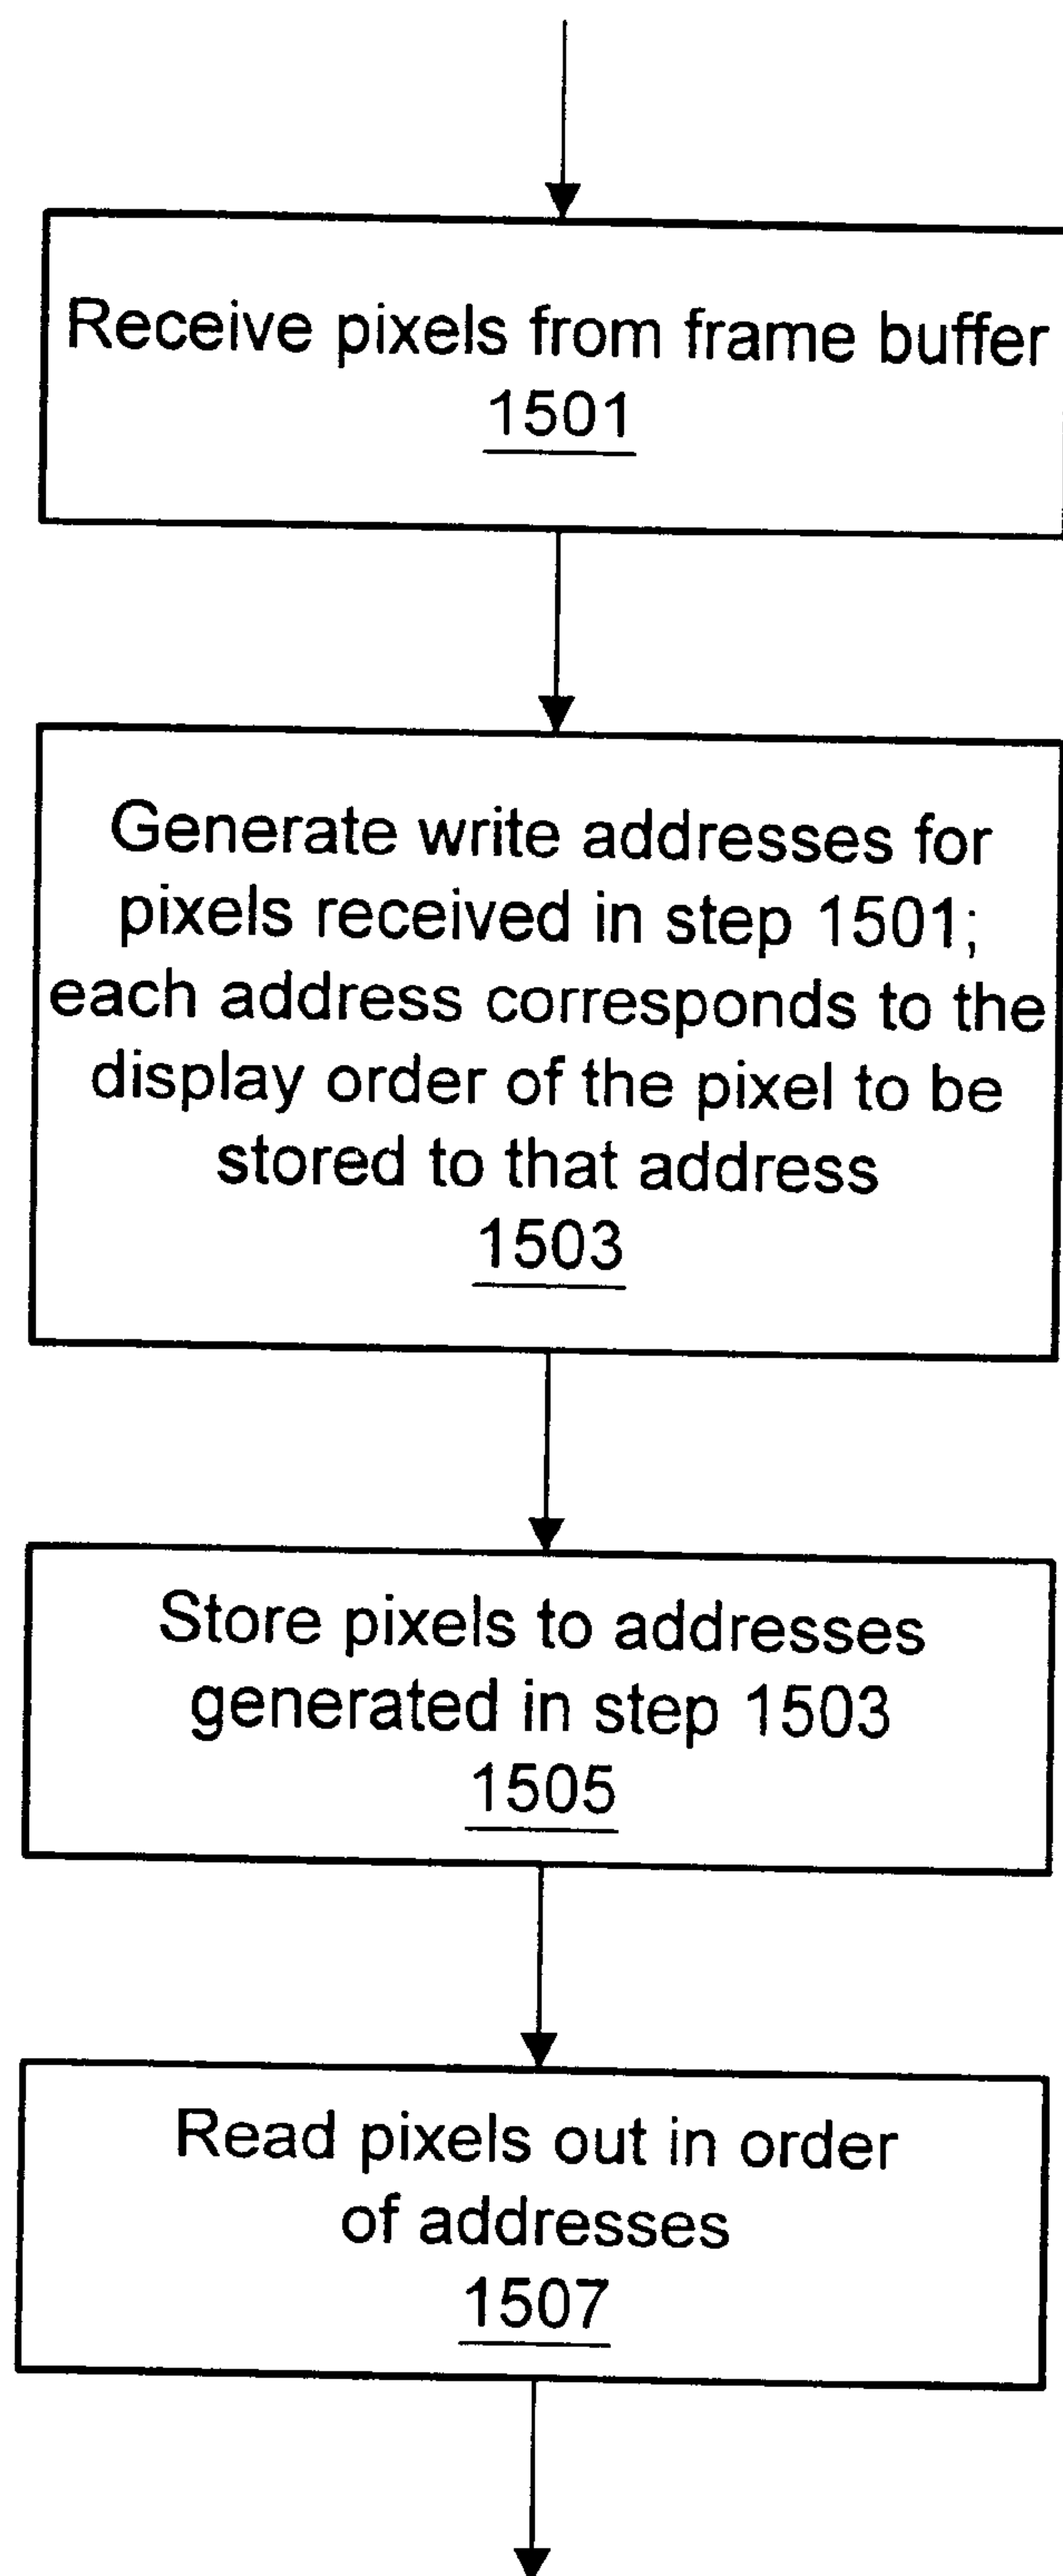 Receive pixels from frame buffer
1501
Generate write addresses for
pixels received in step 1501;
each address corresponds to the
display order of the pixel to be
stored to that address
1503
Store pixels to addresses
generated in step 1503
1505
Read pixels out in order
of addresses
1507